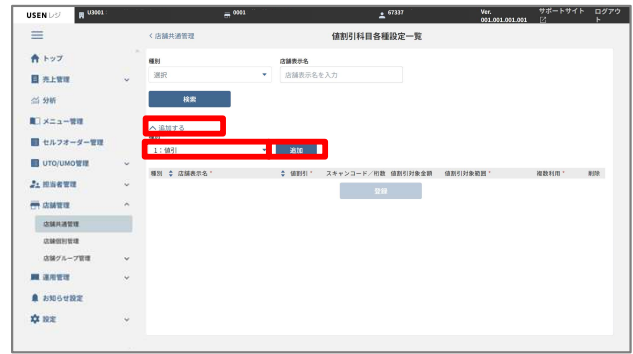 USEN レジ U3001 0001 67337 Ver. 001.001.001.001 サポートサイト ログアウト
トップ
売上管理
分析
メニュー管理
セルフオーダー管理
UTO/UMO管理
担当者管理
店舗管理
店舗共通管理
店舗個別管理
店舗グループ管理
運用管理
お知らせ設定
設定
< 店舗共通管理
値割引科目各種設定一覧
種別 店舗表示名
選択 店舗表示名を入力
検索
追加する
1：値引 追加
種別 店舗表示名 * 値割引 * スキャンコード／桁数 値割引対象金額 値割引対象範囲 * 複数利用 * 削除
登録